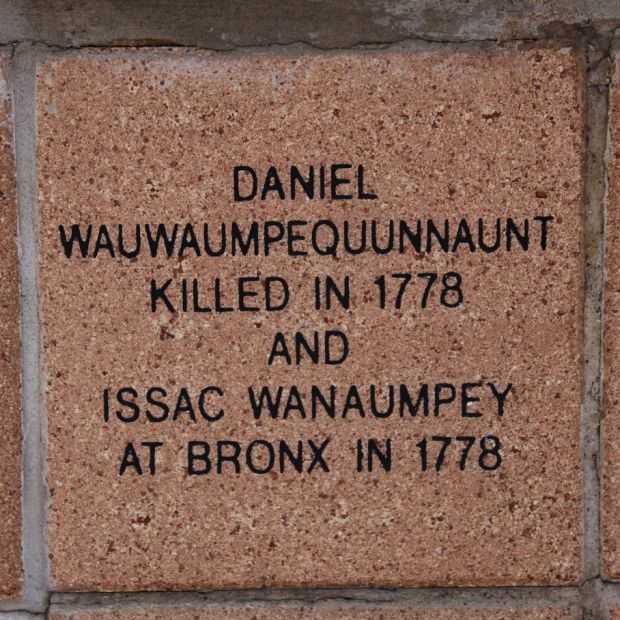 DANIEL
WAUWAUMPEQUUNNAUNT
KILLED IN 1778
AND
ISSAC WANAUMPEY
AT BRONX IN 1778